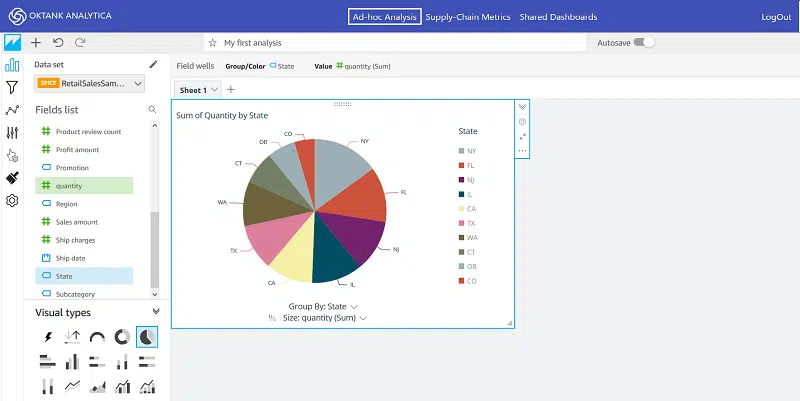 OKTANK ANALYTICA
Ad-hoc Analysis Supply-Chain Metrics Shared Dashboards
LogOut
My first analysis
Autosave
Data set
SPICE RetailSalesSam...
Fields list
Product review count
Profit amount
Promotion
quantity
Region
Sales amount
Ship charges
Ship date
State
Subcategory
Visual types
Field wells Group/Color State Value quantity (Sum)
Sheet 1
Sum of Quantity by State
CO
NY
OR
CT
FL
WA
TX
NJ
CA
IL
Group By: State
Size: quantity (Sum)
State
NY
FL
NJ
IL
CA
TX
WA
CT
OR
CO